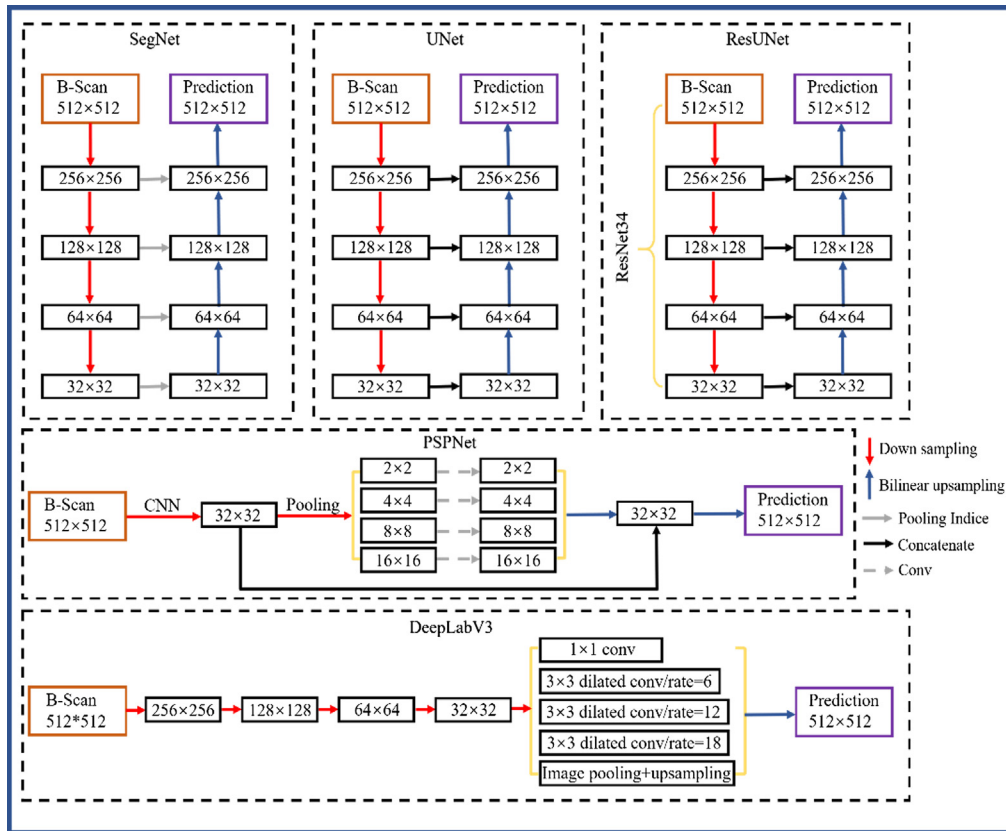 SegNet
B-Scan
512×512
Prediction
512×512
256×256
256×256
128×128
128×128
64×64
64×64
32×32
32×32
UNet
B-Scan
512×512
Prediction
512×512
256×256
256×256
128×128
128×128
64×64
64×64
32×32
32×32
ResUNet
ResNet34
B-Scan
512×512
Prediction
512×512
256×256
256×256
128×128
128×128
64×64
64×64
32×32
32×32
PSPNet
B-Scan
512×512
CNN
32×32
Pooling
2×2
2×2
4×4
4×4
8×8
8×8
16×16
16×16
32×32
Prediction
512×512
Down sampling
Bilinear upsampling
Pooling Indice
Concatenate
Conv
DeepLabV3
B-Scan
512*512
256×256
128×128
64×64
32×32
1×1 conv
3×3 dilated conv/rate=6
3×3 dilated conv/rate=12
3×3 dilated conv/rate=18
Image pooling+upsampling
Prediction
512×512